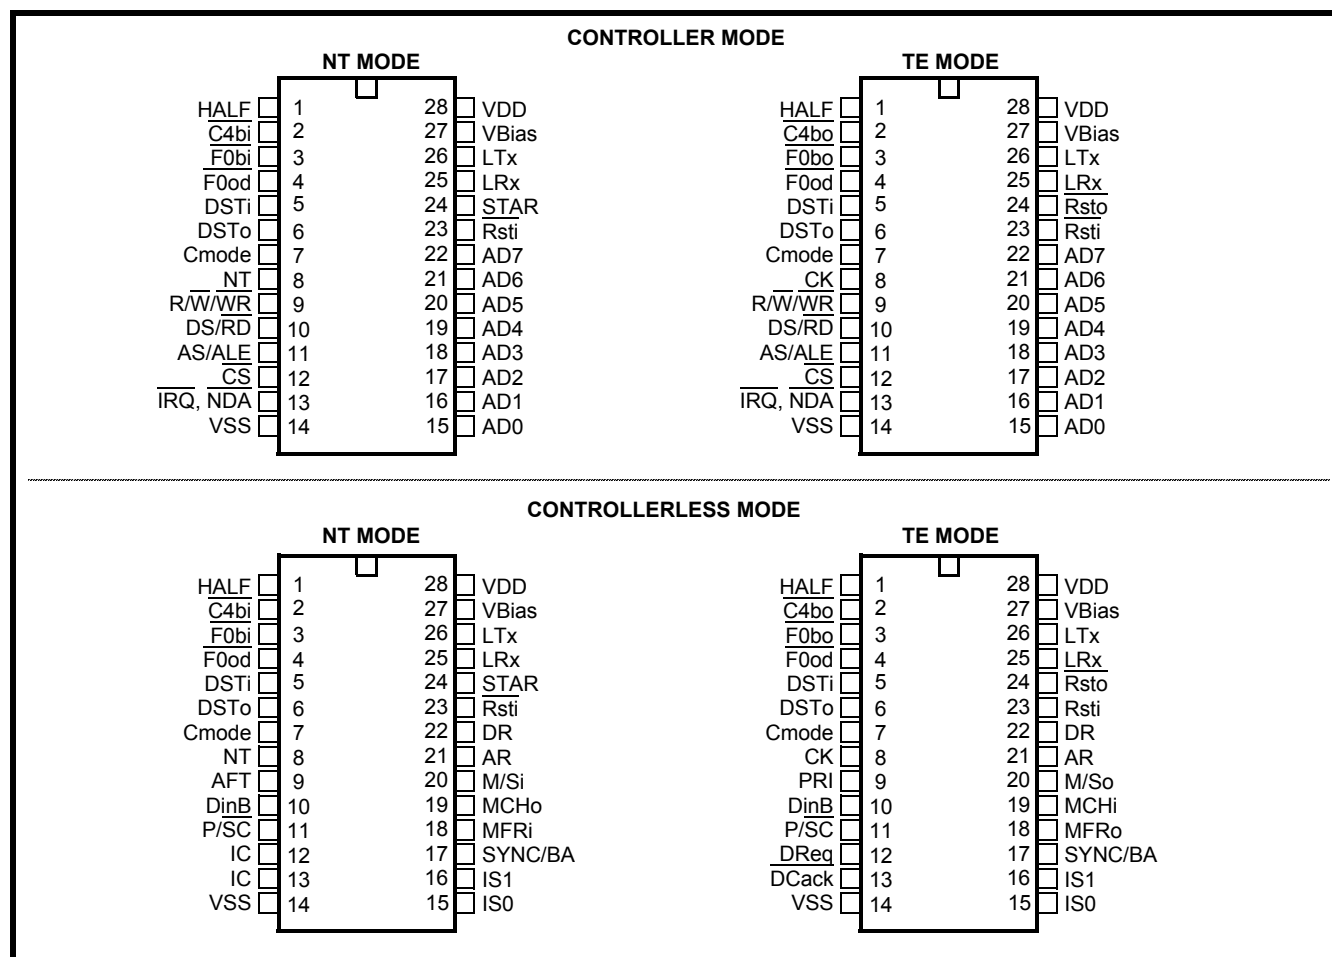 CONTROLLER MODE
NT MODE
HALF 1 28 VDD
C4bi 2 27 VBias
F0bi 3 26 LTx
F0od 4 25 LRx
DSTi 5 24 STAR
DSTo 6 23 Rsti
Cmode 7 22 AD7
NT 8 21 AD6
R/W/WR 9 20 AD5
DS/RD 10 19 AD4
AS/ALE 11 18 AD3
CS 12 17 AD2
IRQ, NDA 13 16 AD1
VSS 14 15 AD0
TE MODE
HALF 1 28 VDD
C4bo 2 27 VBias
F0bo 3 26 LTx
F0od 4 25 LRx
DSTi 5 24 Rsto
DSTo 6 23 Rsti
Cmode 7 22 AD7
CK 8 21 AD6
R/W/WR 9 20 AD5
DS/RD 10 19 AD4
AS/ALE 11 18 AD3
CS 12 17 AD2
IRQ, NDA 13 16 AD1
VSS 14 15 AD0
CONTROLLERLESS MODE
NT MODE
HALF 1 28 VDD
C4bi 2 27 VBias
F0bi 3 26 LTx
F0od 4 25 LRx
DSTi 5 24 STAR
DSTo 6 23 Rsti
Cmode 7 22 DR
NT 8 21 AR
AFT 9 20 M/Si
DinB 10 19 MCHo
P/SC 11 18 MFRi
IC 12 17 SYNC/BA
IC 13 16 IS1
VSS 14 15 IS0
TE MODE
HALF 1 28 VDD
C4bo 2 27 VBias
F0bo 3 26 LTx
F0od 4 25 LRx
DSTi 5 24 Rsto
DSTo 6 23 Rsti
Cmode 7 22 DR
CK 8 21 AR
PRI 9 20 M/So
DinB 10 19 MCHi
P/SC 11 18 MFRo
DReq 12 17 SYNC/BA
DCack 13 16 IS1
VSS 14 15 IS0